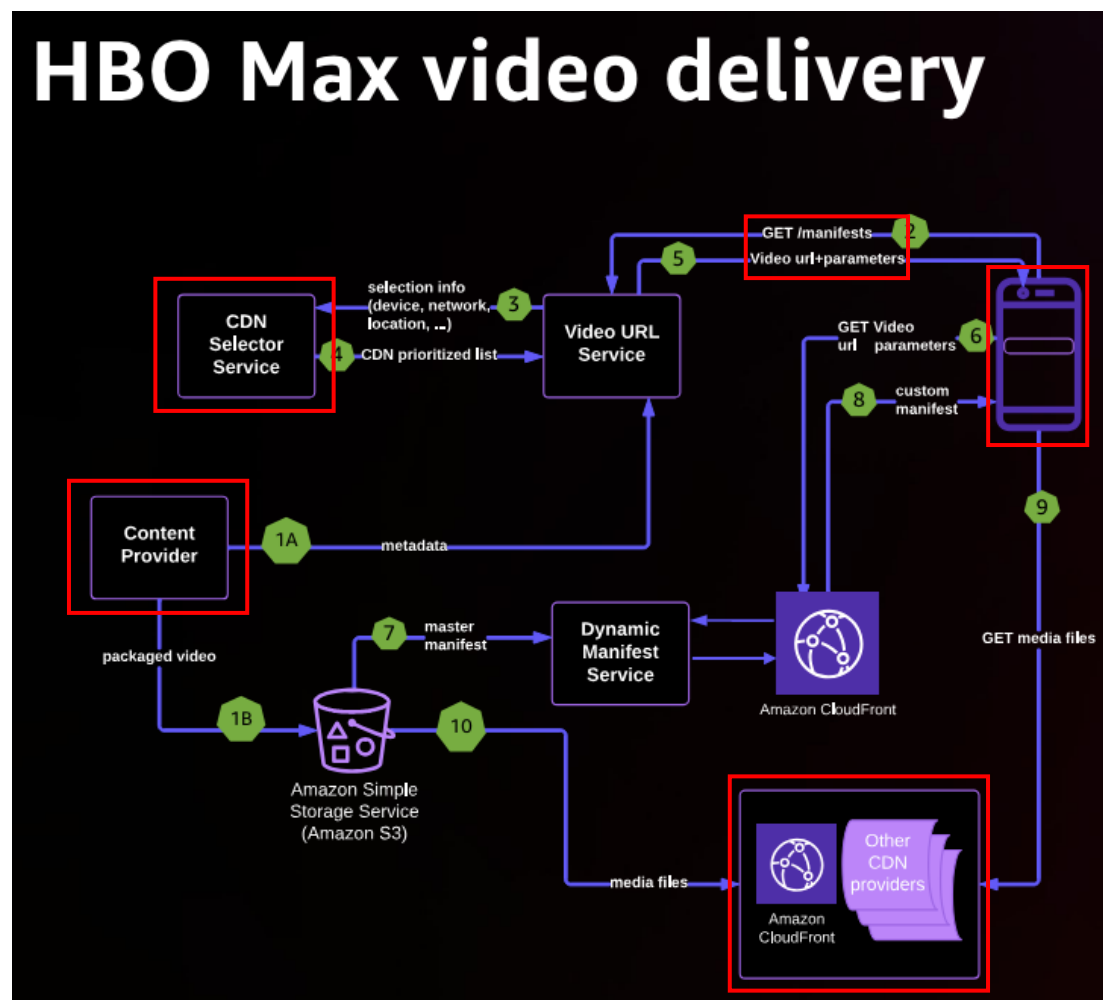 HBO Max video delivery
GET /manifests
2
5
Video url+parameters
selection info
(device, network,
location, ...)
3
CDN
Selector
Service
4
CDN prioritized list
Video URL
Service
GET Video
url parameters
6
8
custom
manifest
9
Content
Provider
1A
metadata
7
master
manifest
Dynamic
Manifest
Service
GET media files
packaged video
1B
10
Amazon CloudFront
Amazon Simple
Storage Service
(Amazon S3)
media files
Other
CDN
providers
Amazon
CloudFront